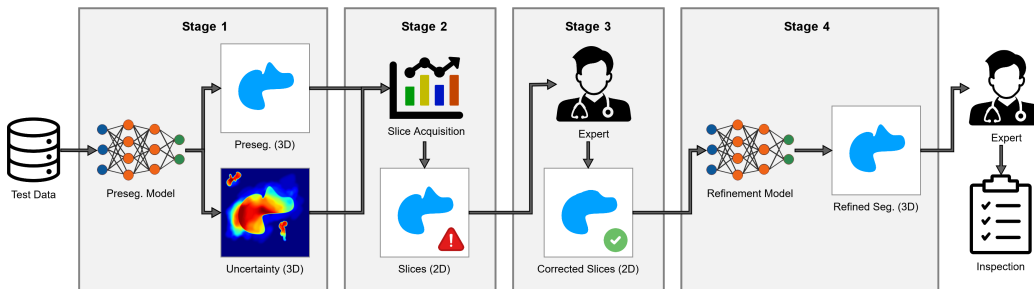 Stage 1
Stage 2
Stage 3
Stage 4
Test Data
Preseg. Model
Preseg. (3D)
Uncertainty (3D)
Slice Acquisition
Slices (2D)
Expert
Corrected Slices (2D)
Refinement Model
Refined Seg. (3D)
Expert
Inspection